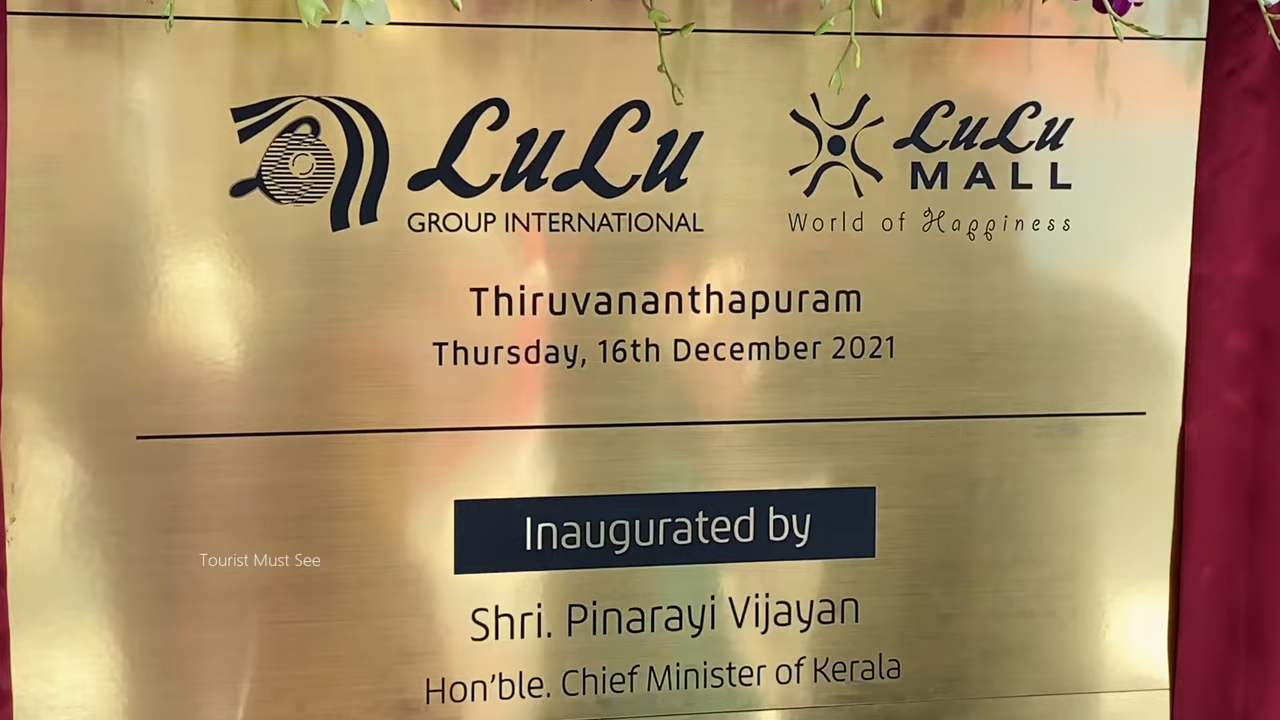 LuLu
GROUP INTERNATIONAL
LuLu
MALL
World of Happiness
Thiruvananthapuram
Thursday, 16th December 2021
Inaugurated by
Tourist Must See
Shri. Pinarayi Vijayan
Hon'ble. Chief Minister of Kerala